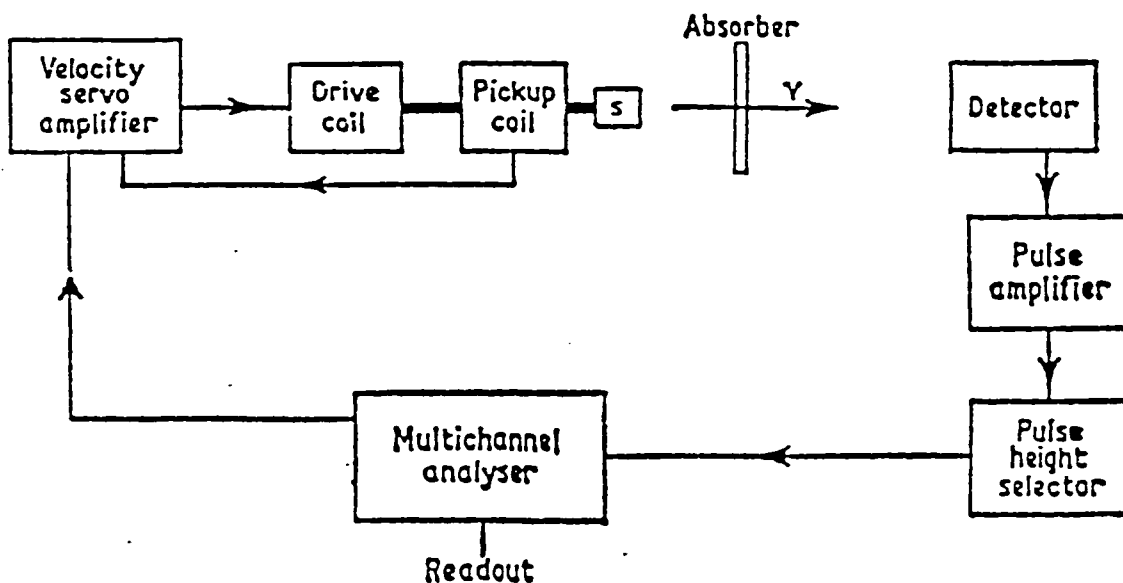 Absorber
Velocity
servo
amplifier
Drive
coil
Pickup
coil
S
γ
Detector
Pulse
amplifier
Multichannel
analyser
Pulse
height
selector
Readout